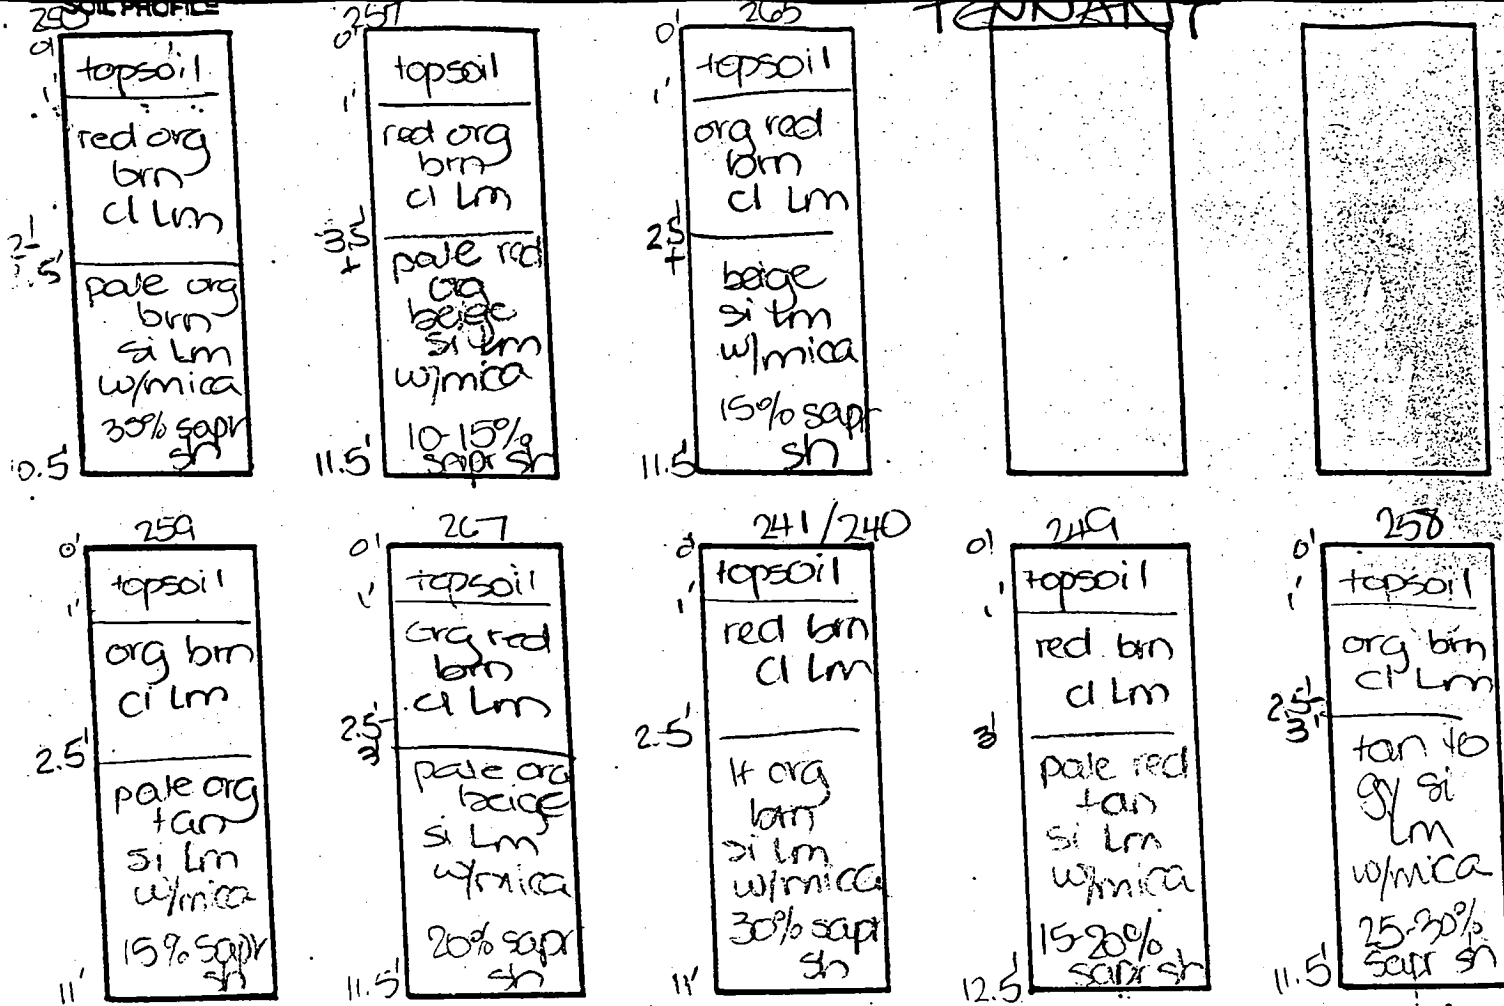 SOIL PROFILE
TENNANT
257
0'
topsoil
1'
red org
brn
cl Lm
2'-
pale org
brn
si Lm
w/mica
sapr
sh
0.5'
0'
topsoil
1'
red org
brn
cl Lm
3.5'
+
pale red
org
beige
si Lm
w/mica
10-15%
sapr sh
11.5'
265
0'
topsoil
1'
org red
brn
cl Lm
2.5'
+
beige
si Lm
w/mica
15% sapr
sh
11.5'
259
0'
topsoil
1'
org brn
cl Lm
2.5'
pale org
tan
si Lm
w/mica
15% sapr
sh
11'
267
0'
topsoil
1'
org red
brn
cl Lm
2.5'-
3'
pale org
beige
si Lm
w/mica
20% sapr
sh
11.5'
241/240
0'
topsoil
1'
red brn
cl Lm
2.5'
lt org
brn
si Lm
w/mica
30% sapr
sh
11'
249
0'
topsoil
1'
red brn
cl Lm
3'
pale red
tan
si Lm
w/mica
15-20%
sapr sh
12.5'
258
0'
topsoil
1'
org brn
cl Lm
2.5'-
3'
tan to
gy si
Lm
w/mica
25-30%
sapr sh
11.5'